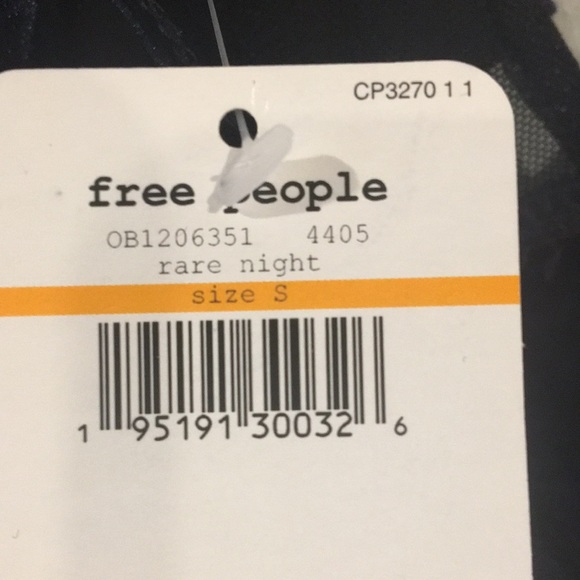 CP3270 1 1
free people
OB1206351 4405
rare night
size S
1 95191 30032 6